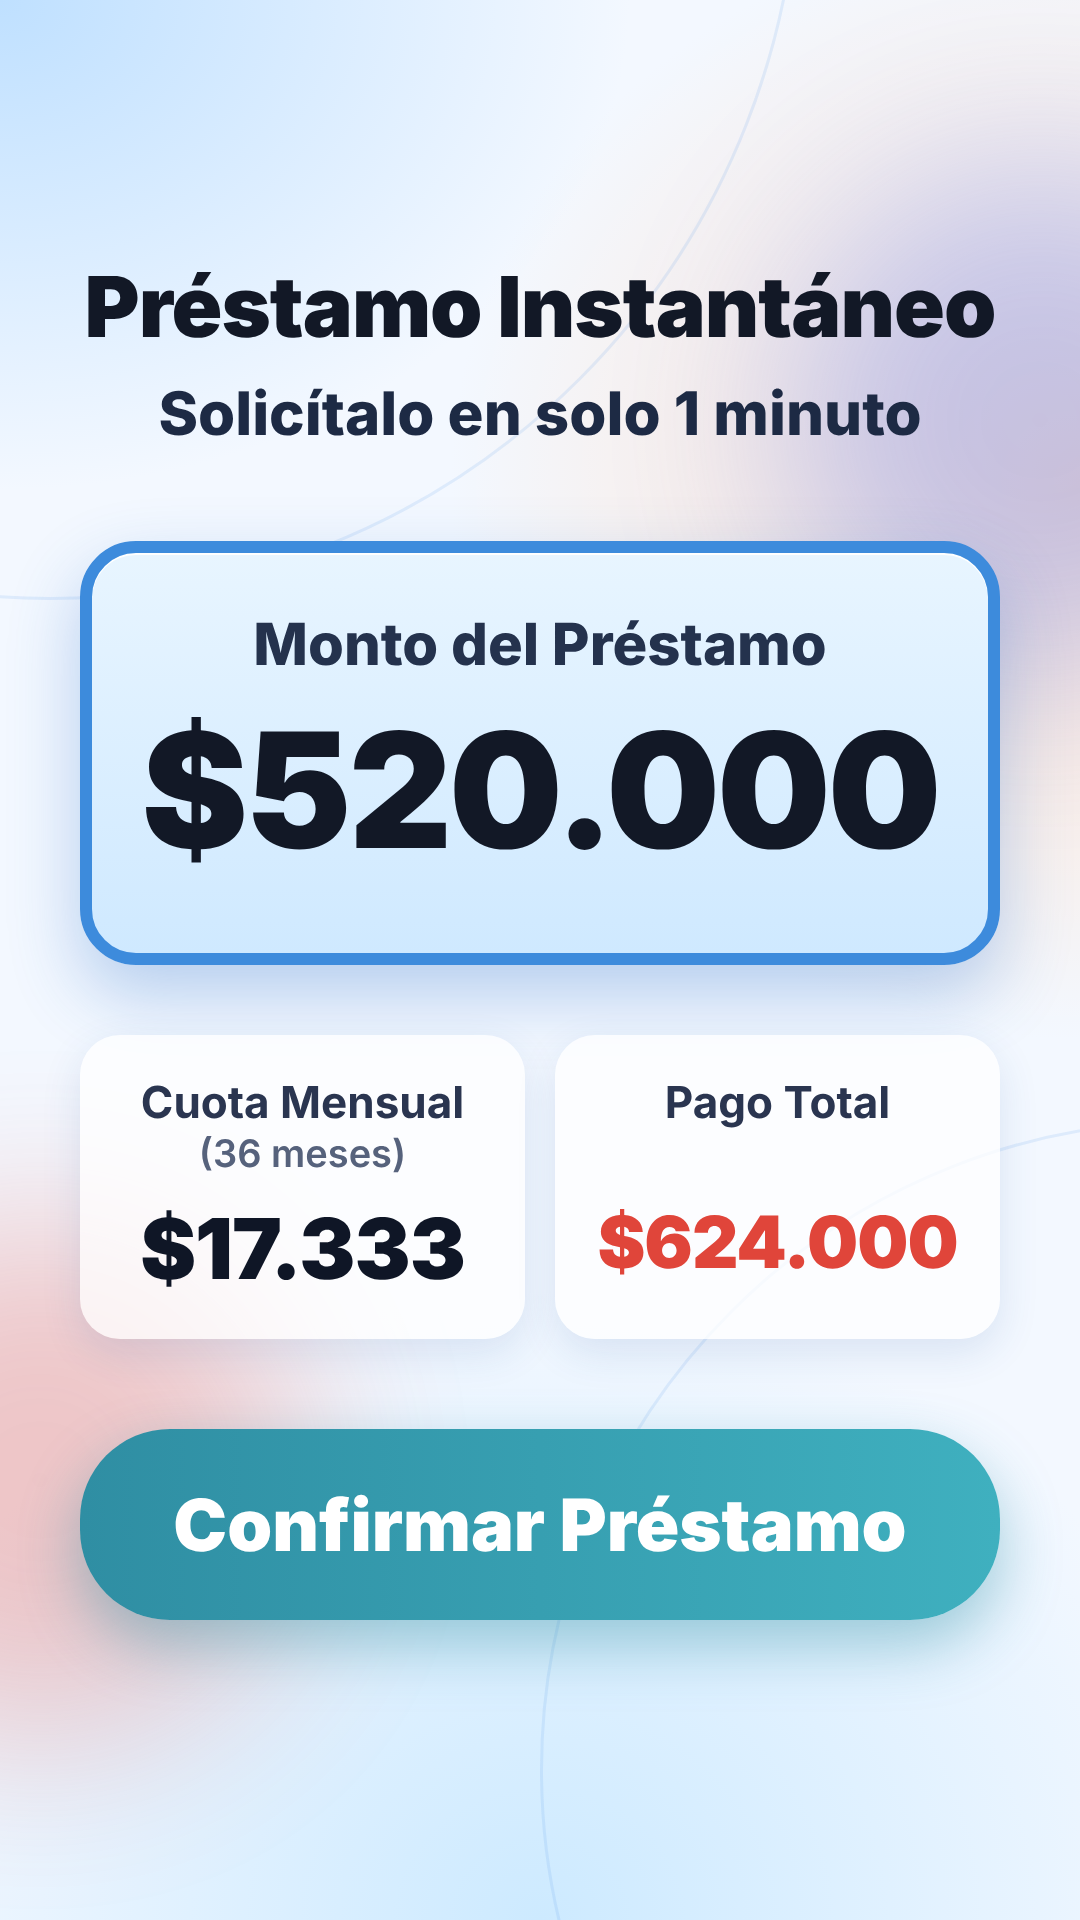 Préstamo Instantáneo
Solicítalo en solo 1 minuto
Monto del Préstamo
$520.000
Cuota Mensual
(36 meses)
$17.333
Pago Total
$624.000
Confirmar Préstamo